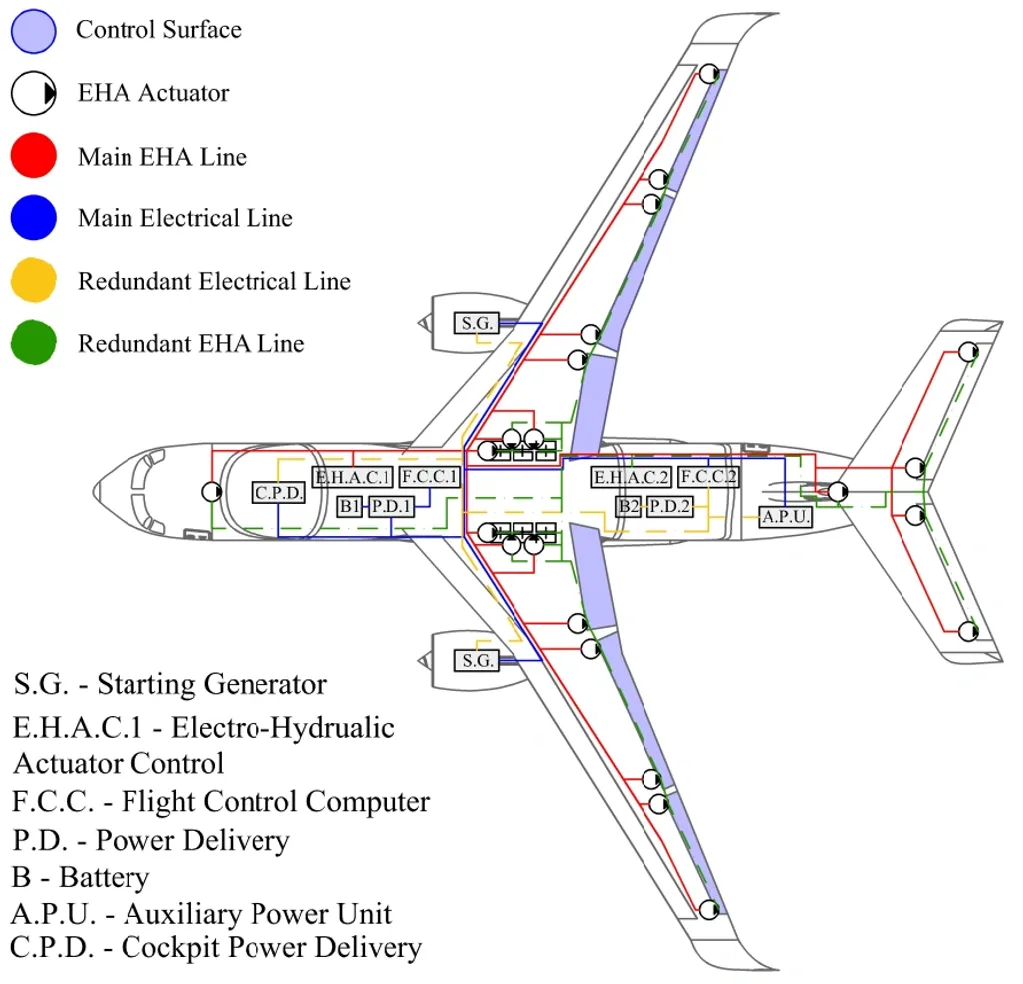 Control Surface
EHA Actuator
Main EHA Line
Main Electrical Line
Redundant Electrical Line
Redundant EHA Line
S.G.
E.H.A.C.1
F.C.C.1
C.P.D.
B1
P.D.1
E.H.A.C.2
F.C.C.2
B2
P.D.2
A.P.U.
S.G.
S.G. - Starting Generator
E.H.A.C.1 - Electro-Hydrualic
Actuator Control
F.C.C. - Flight Control Computer
P.D. - Power Delivery
B - Battery
A.P.U. - Auxiliary Power Unit
C.P.D. - Cockpit Power Delivery